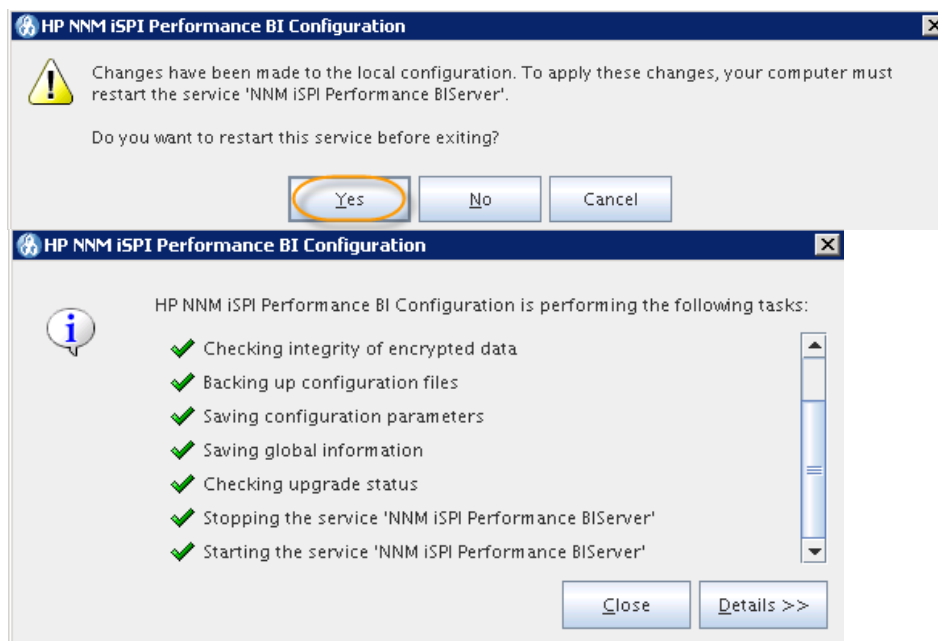 HP NNM iSPI Performance BI Configuration
Changes have been made to the local configuration. To apply these changes, your computer must
restart the service 'NNM iSPI Performance BIServer'.
Do you want to restart this service before exiting?
Yes No Cancel
HP NNM iSPI Performance BI Configuration
HP NNM iSPI Performance BI Configuration is performing the following tasks:
Checking integrity of encrypted data
Backing up configuration files
Saving configuration parameters
Saving global information
Checking upgrade status
Stopping the service 'NNM iSPI Performance BIServer'
Starting the service 'NNM iSPI Performance BIServer'
Close Details >>